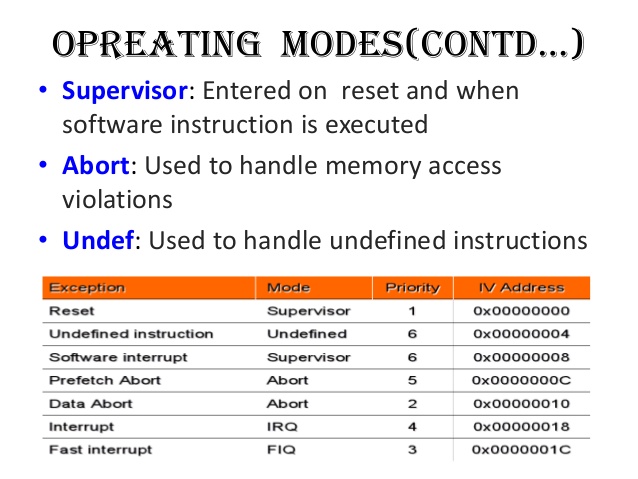 OPREATING MODES(CONTD...)
• Supervisor: Entered on reset and when
software instruction is executed
• Abort: Used to handle memory access
violations
• Undef: Used to handle undefined instructions
Exception Mode Priority IV Address
Reset Supervisor 1 0x00000000
Undefined instruction Undefined 6 0x00000004
Software interrupt Supervisor 6 0x00000008
Prefetch Abort Abort 5 0x0000000C
Data Abort Abort 2 0x00000010
Interrupt IRQ 4 0x00000018
Fast interrupt FIQ 3 0x0000001C